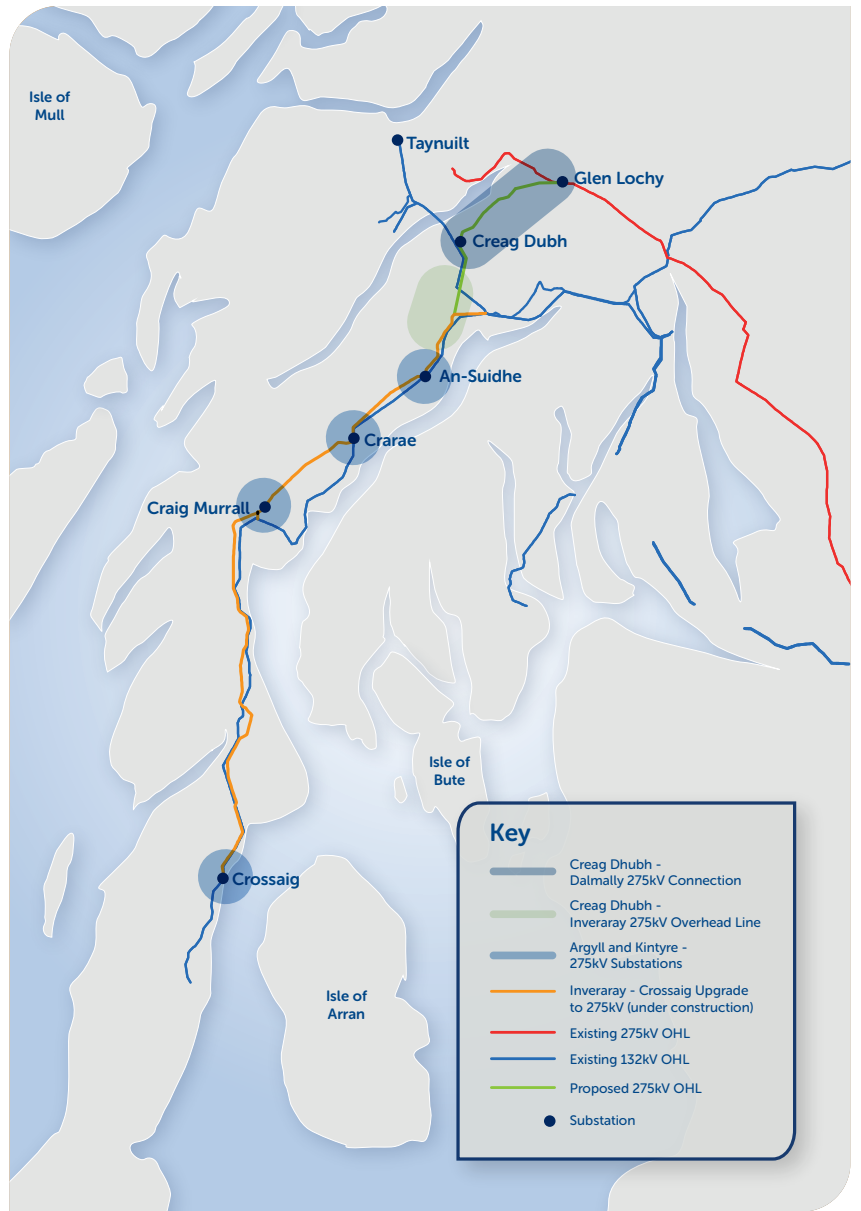 Isle of
Mull
Taynuilt
Glen Lochy
Creag Dubh
An-Suidhe
Crarae
Craig Murrall
Isle of
Bute
Crossaig
Isle of
Arran
Key
Creag Dhubh -
Dalmally 275kV Connection
Creag Dhubh -
Inveraray 275kV Overhead Line
Argyll and Kintyre -
275kV Substations
Inveraray - Crossaig Upgrade
to 275kV (under construction)
Existing 275kV OHL
Existing 132kV OHL
Proposed 275kV OHL
Substation